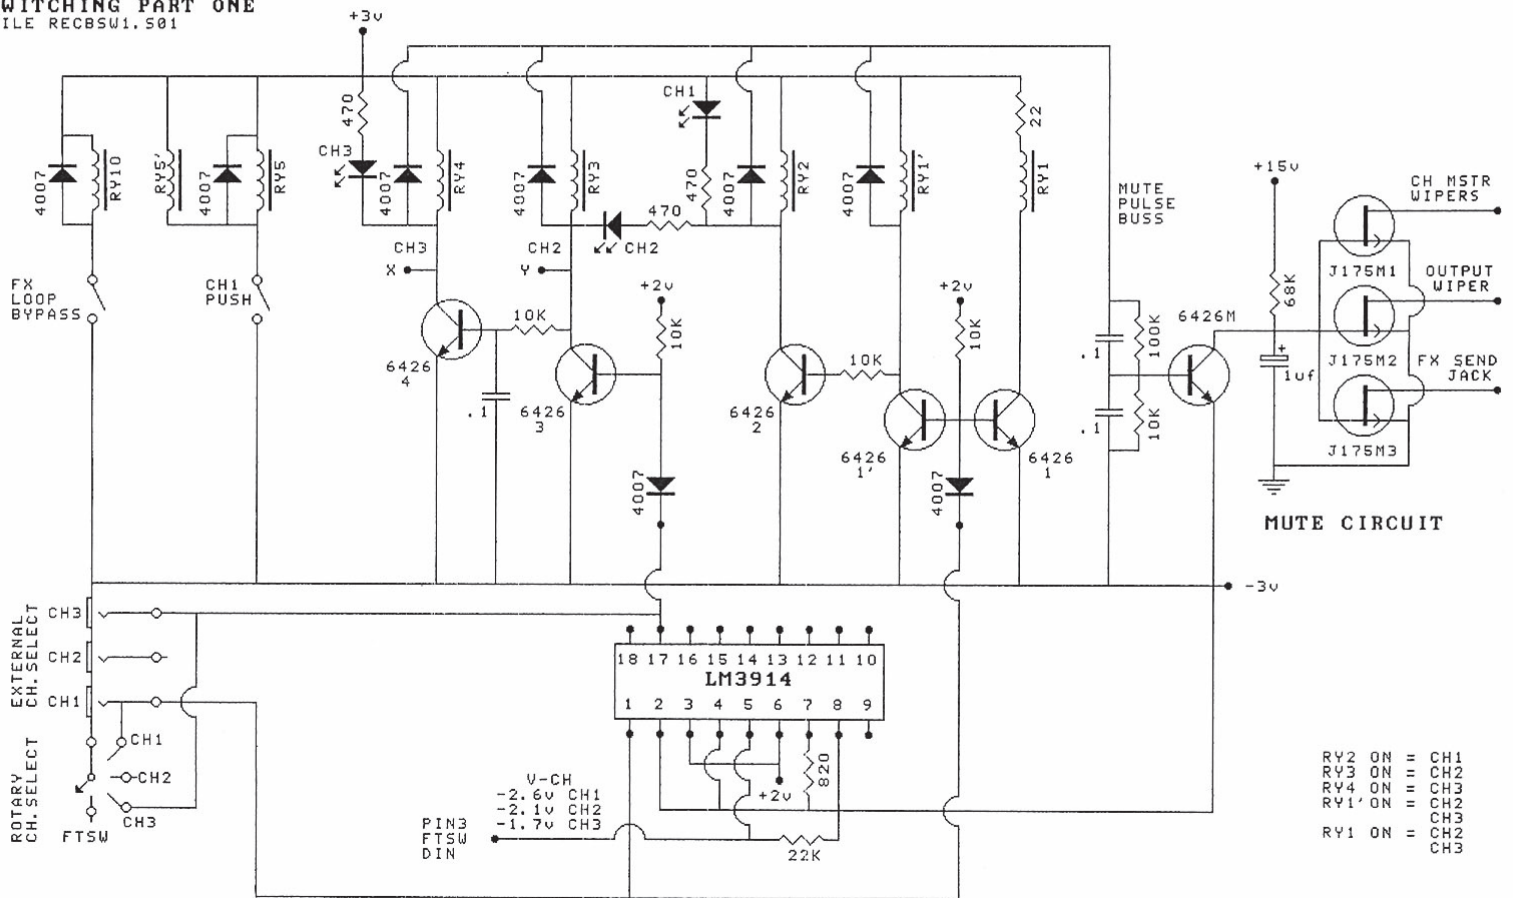 WITCHING PART ONE
ILE RECBSW1.S01
+3v
470
CH3
4007
RY10
RY5'
4007
RY5
4007
RY4
4007
RY3
CH1
470
4007
RY2
4007
RY1'
22
RY1
470
CH2
CH3
X
CH2
Y
MUTE
PULSE
BUSS
+15v
CH MSTR
WIPERS
J175M1
OUTPUT
WIPER
J175M2
FX SEND
JACK
J175M3
68K
+
1uf
FX
LOOP
BYPASS
CH1
PUSH
+2v
10K
10K
+2v
10K
10K
6426
4
.1
6426
3
6426
2
6426
1'
6426
1
.1
100K
.1
10K
6426M
4007
4007
MUTE CIRCUIT
-3v
EXTERNAL
CH.SELECT
CH3
CH2
CH1
ROTARY
CH.SELECT
CH1
CH2
CH3
FTSW
18 17 16 15 14 13 12 11 10
LM3914
1 2 3 4 5 6 7 8 9
820
+2v
22K
V-CH
-2.6v CH1
-2.1v CH2
-1.7v CH3
PIN3
FTSW
DIN
RY2 ON = CH1
RY3 ON = CH2
RY4 ON = CH3
RY1' ON = CH2
CH3
RY1 ON = CH2
CH3